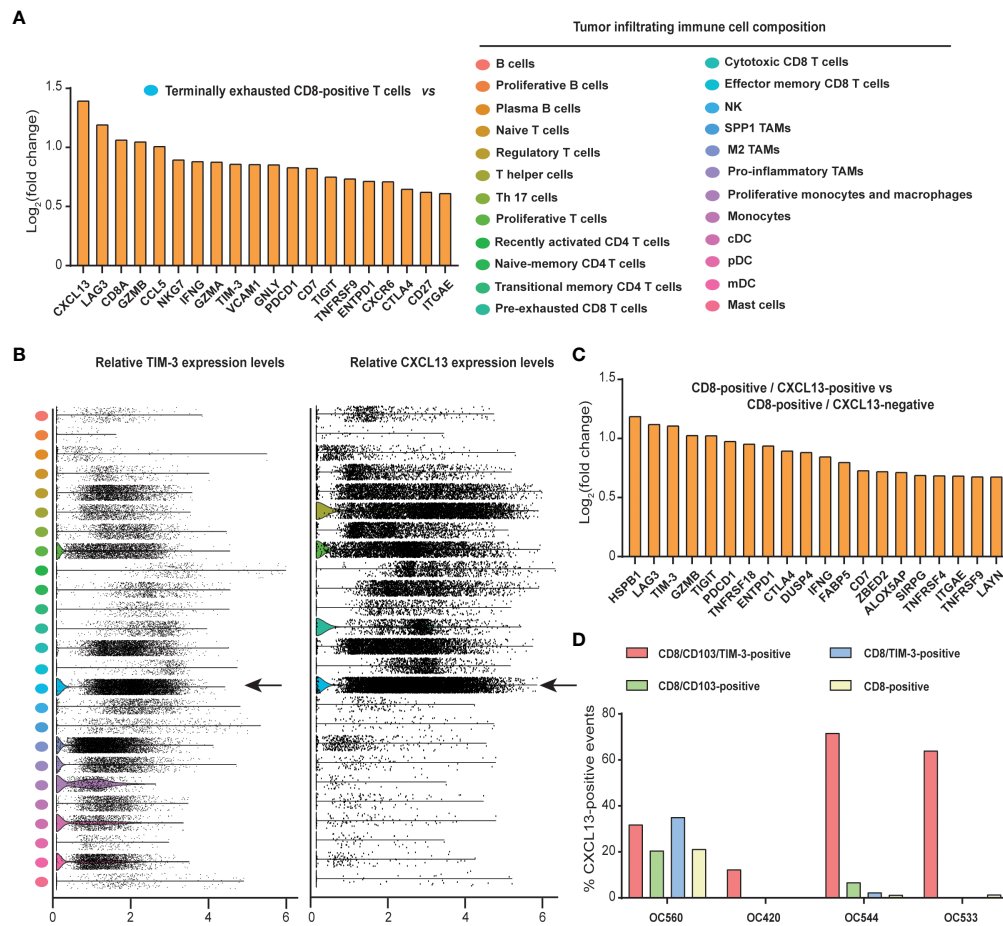 A
Tumor infiltrating immune cell composition
Terminally exhausted CD8-positive T cells vs
Log2(fold change)
1.5
1.0
0.5
0
CXCL13
LAG3
CD8A
GZMB
CCL5
NKG7
IFNG
GZMA
TIM-3
VCAM1
GNLY
PDCD1
CD7
TIGIT
TNFRSF9
ENTPD1
CXCR6
CTLA4
CD27
ITGAE
B cells
Proliferative B cells
Plasma B cells
Naive T cells
Regulatory T cells
T helper cells
Th 17 cells
Proliferative T cells
Recently activated CD4 T cells
Naive-memory CD4 T cells
Transitional memory CD4 T cells
Pre-exhausted CD8 T cells
Cytotoxic CD8 T cells
Effector memory CD8 T cells
NK
SPP1 TAMs
M2 TAMs
Pro-inflammatory TAMs
Proliferative monocytes and macrophages
Monocytes
cDC
pDC
mDC
Mast cells
B
Relative TIM-3 expression levels
0 2 4 6
Relative CXCL13 expression levels
0 2 4 6
C
CD8-positive / CXCL13-positive vs
CD8-positive / CXCL13-negative
Log2(fold change)
1.5
1.0
0.5
0
HSPB1
LAG3
TIM-3
GZMB
TIGIT
PDCD1
TNFRSF18
ENTPD1
CTLA4
DUSP4
IFNG
FABP5
CD7
ZBED2
ALOX5AP
SIRPG
TNFRSF4
ITGAE
TNFRSF9
LAYN
D
CD8/CD103/TIM-3-positive
CD8/TIM-3-positive
CD8/CD103-positive
CD8-positive
% CXCL13-positive events
80
60
40
20
0
OC560
OC420
OC544
OC533